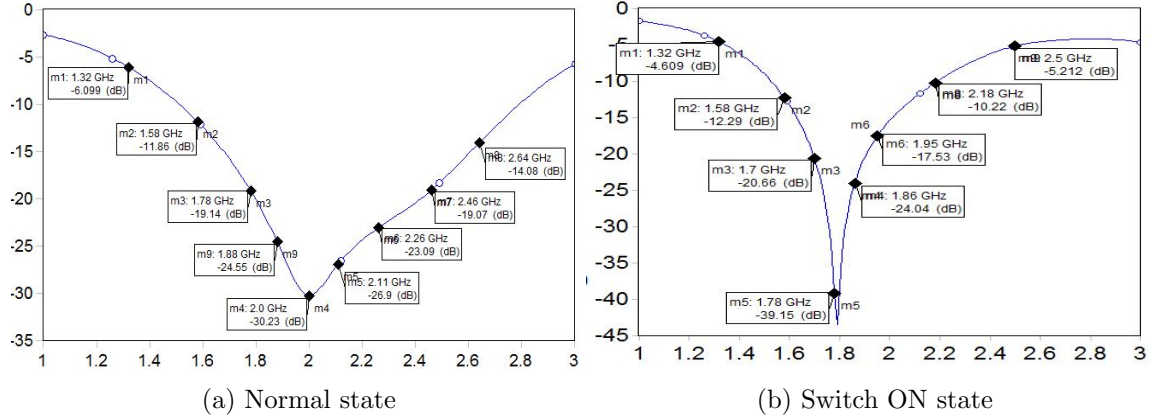 0
-5
-10
-15
-20
-25
-30
-35
1
1.2
1.4
1.6
1.8
2
2.2
2.4
2.6
2.8
3
m1: 1.32 GHz
-6.099 (dB)
m1
m2: 1.58 GHz
-11.86 (dB)
m2
m3: 1.78 GHz
-19.14 (dB)
m3
m9: 1.88 GHz
-24.55 (dB)
m9
m4: 2.0 GHz
-30.23 (dB)
m4
m5: 2.11 GHz
-26.9 (dB)
m6: 2.26 GHz
-23.09 (dB)
m7: 2.46 GHz
-19.07 (dB)
m8: 2.64 GHz
-14.08 (dB)
(a) Normal state
0
-5
-10
-15
-20
-25
-30
-35
-40
-45
1
1.2
1.4
1.6
1.8
2
2.2
2.4
2.6
2.8
3
m1: 1.32 GHz
-4.609 (dB)
m1
m2: 1.58 GHz
-12.29 (dB)
m2
m3: 1.7 GHz
-20.66 (dB)
m3
m5: 1.78 GHz
-39.15 (dB)
m5
m4: 1.86 GHz
-24.04 (dB)
m6
m6: 1.95 GHz
-17.53 (dB)
2.18 GHz
-10.22 (dB)
2.5 GHz
-5.212 (dB)
(b) Switch ON state